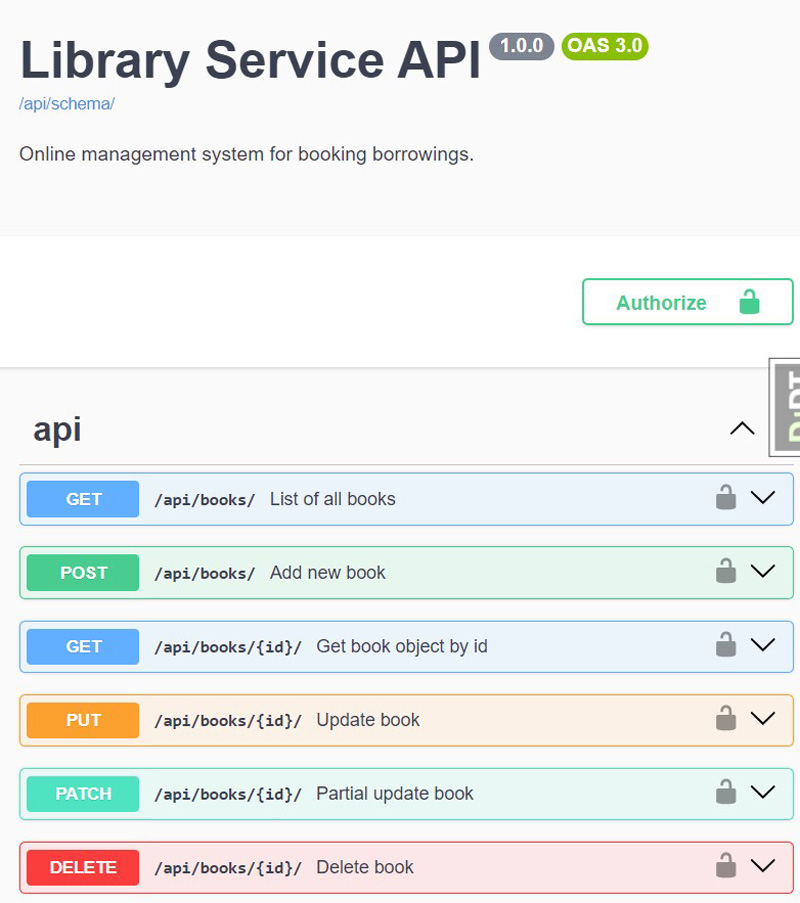 Library Service API 1.0.0 OAS 3.0
/api/schema/
Online management system for booking borrowings.
Authorize
api
DjDT
GET /api/books/ List of all books
POST /api/books/ Add new book
GET /api/books/{id}/ Get book object by id
PUT /api/books/{id}/ Update book
PATCH /api/books/{id}/ Partial update book
DELETE /api/books/{id}/ Delete book